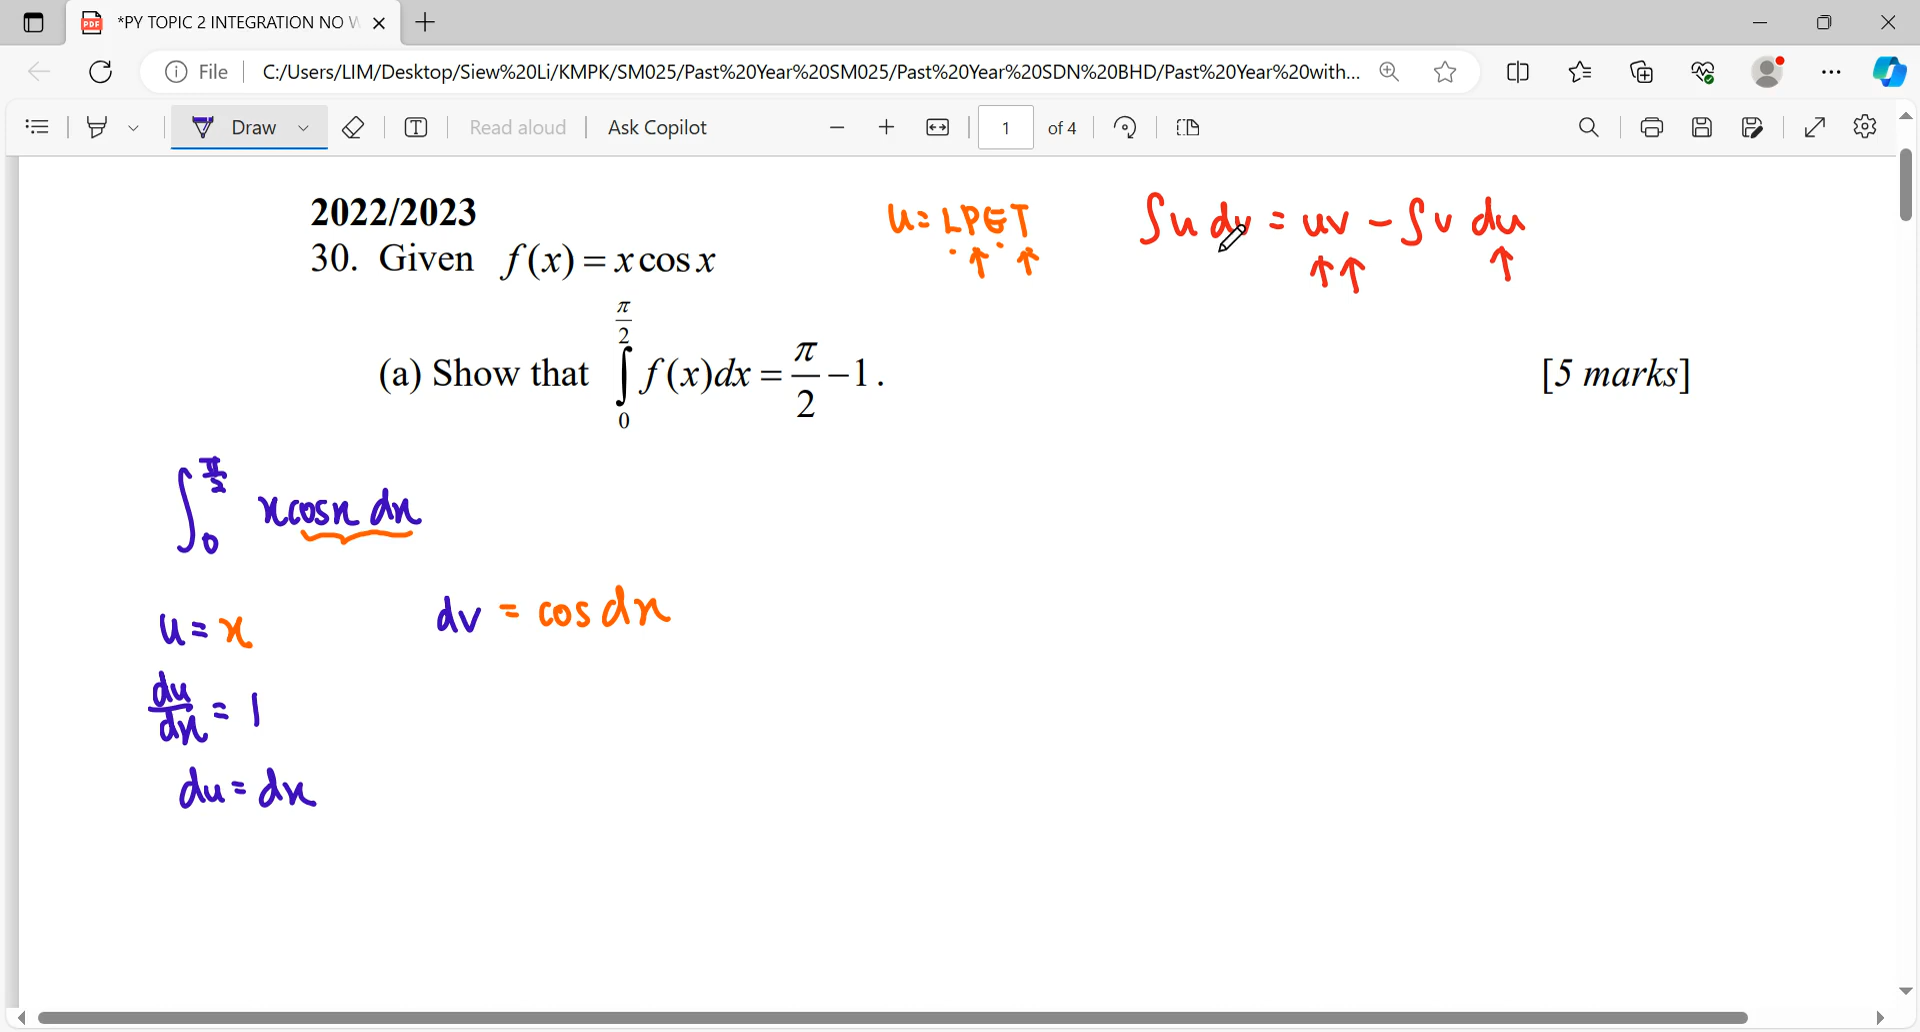 *PY TOPIC 2 INTEGRATION NO W
File C:/Users/LIM/Desktop/Siew%20Li/KMPK/SM025/Past%20Year%20SM025/Past%20Year%20SDN%20BHD/Past%20Year%20with...
Draw Read aloud Ask Copilot 1 of 4
2022/2023
u = LPET
∫u dv = uv − ∫v du
30. Given f(x) = x cos x
(a) Show that ∫₀^(π/2) f(x)dx = π/2 − 1. [5 marks]
∫₀^(π/2) x cosx dx
u = x
dv = cos dx
du/dx = 1
du = dx